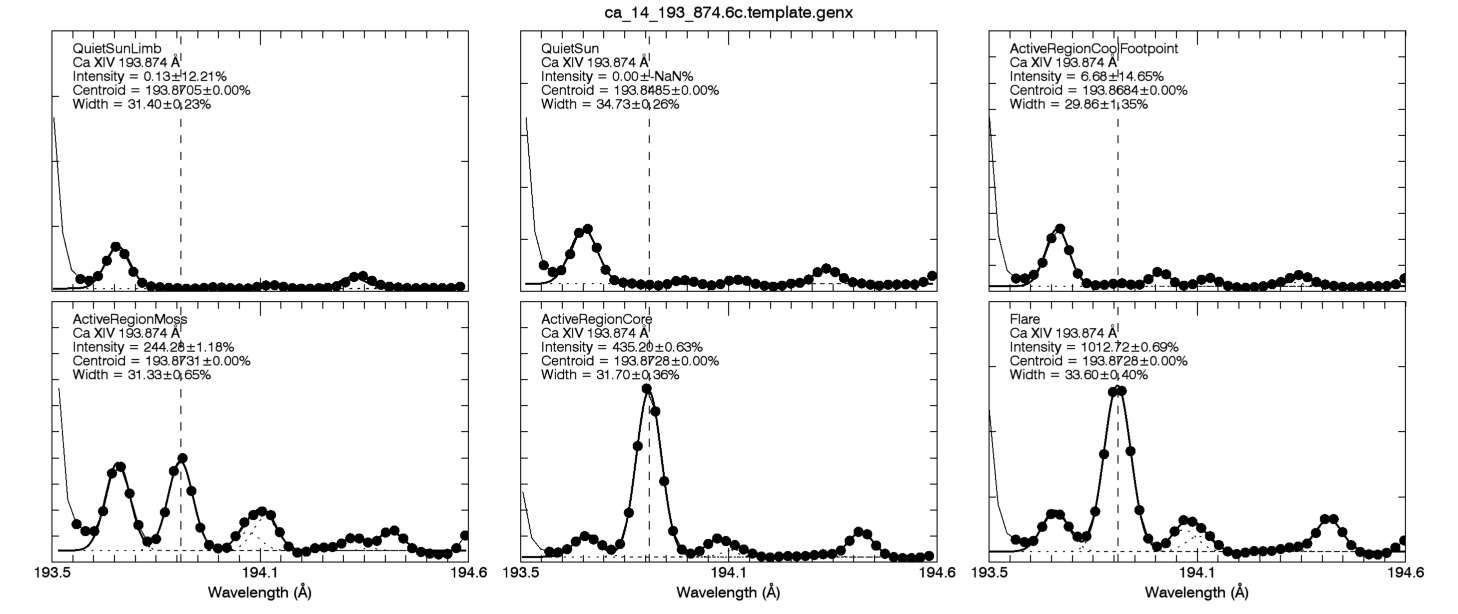 ca_14_193_874.6c.template.genx
QuietSunLimb
Ca XIV 193.874 Å
Intensity = 0.13±12.21%
Centroid = 193.8705±0.00%
Width = 31.40±0.23%
QuietSun
Ca XIV 193.874 Å
Intensity = 0.00±-NaN%
Centroid = 193.8485±0.00%
Width = 34.73±0.26%
ActiveRegionCoolFootpoint
Ca XIV 193.874 Å
Intensity = 6.68±14.65%
Centroid = 193.8684±0.00%
Width = 29.86±1.35%
ActiveRegionMoss
Ca XIV 193.874 Å
Intensity = 244.28±1.18%
Centroid = 193.8731±0.00%
Width = 31.33±0.65%
ActiveRegionCore
Ca XIV 193.874 Å
Intensity = 435.20±0.63%
Centroid = 193.8728±0.00%
Width = 31.70±0.36%
Flare
Ca XIV 193.874 Å
Intensity = 1012.72±0.69%
Centroid = 193.8728±0.00%
Width = 33.60±0.40%
193.5 194.1 194.6
193.5 194.1 194.6
193.5 194.1 194.6
Wavelength (Å)
Wavelength (Å)
Wavelength (Å)